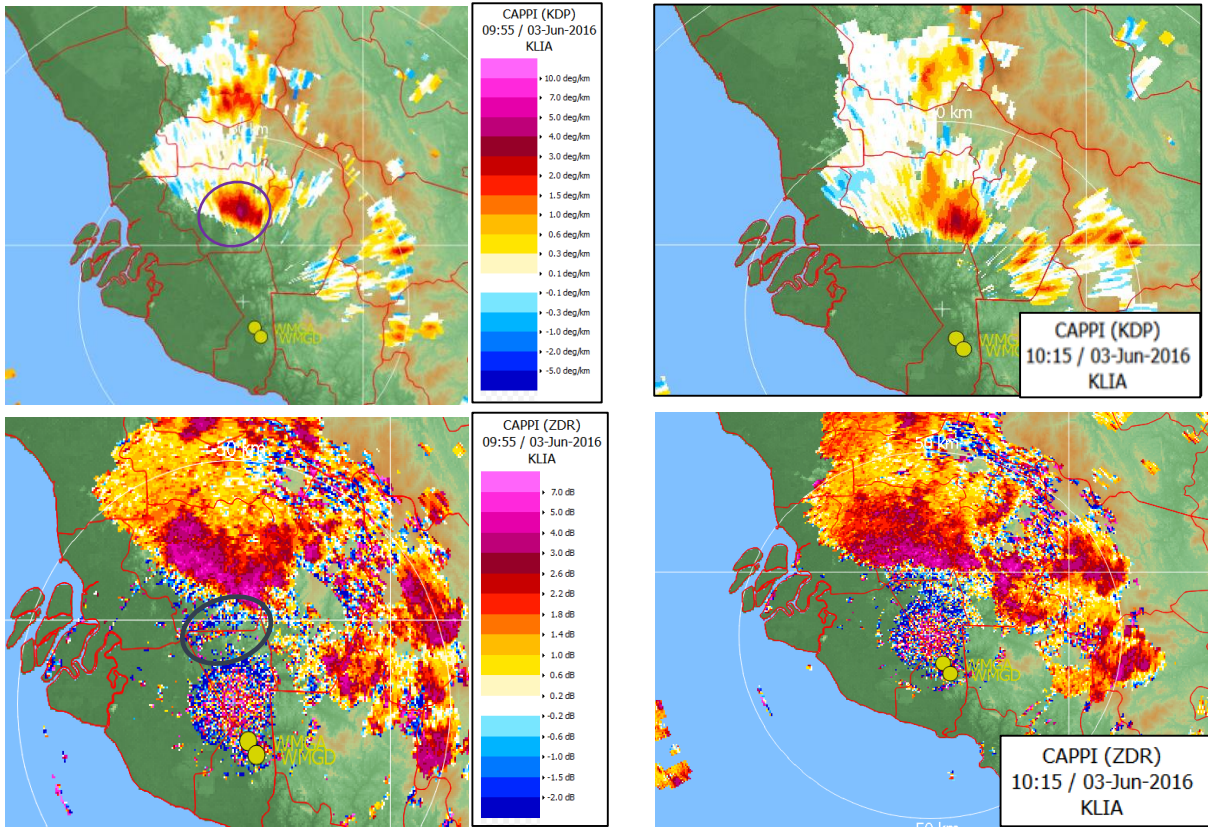 CAPPI (KDP)
09:55 / 03-Jun-2016
KLIA
10.0 deg/km
7.0 deg/km
5.0 deg/km
4.0 deg/km
3.0 deg/km
2.0 deg/km
1.5 deg/km
1.0 deg/km
0.6 deg/km
0.3 deg/km
0.1 deg/km
-0.1 deg/km
-0.3 deg/km
-1.0 deg/km
-2.0 deg/km
-5.0 deg/km
WMGA
WMGD
0 km
WMGA
CAPPI (KDP)
10:15 / 03-Jun-2016
KLIA
CAPPI (ZDR)
09:55 / 03-Jun-2016
KLIA
7.0 dB
5.0 dB
4.0 dB
3.0 dB
2.6 dB
2.2 dB
1.8 dB
1.4 dB
1.0 dB
0.6 dB
0.2 dB
-0.2 dB
-0.6 dB
-1.0 dB
-1.5 dB
-2.0 dB
WMGA
WMGD
WMGA
WMGD
CAPPI (ZDR)
10:15 / 03-Jun-2016
KLIA